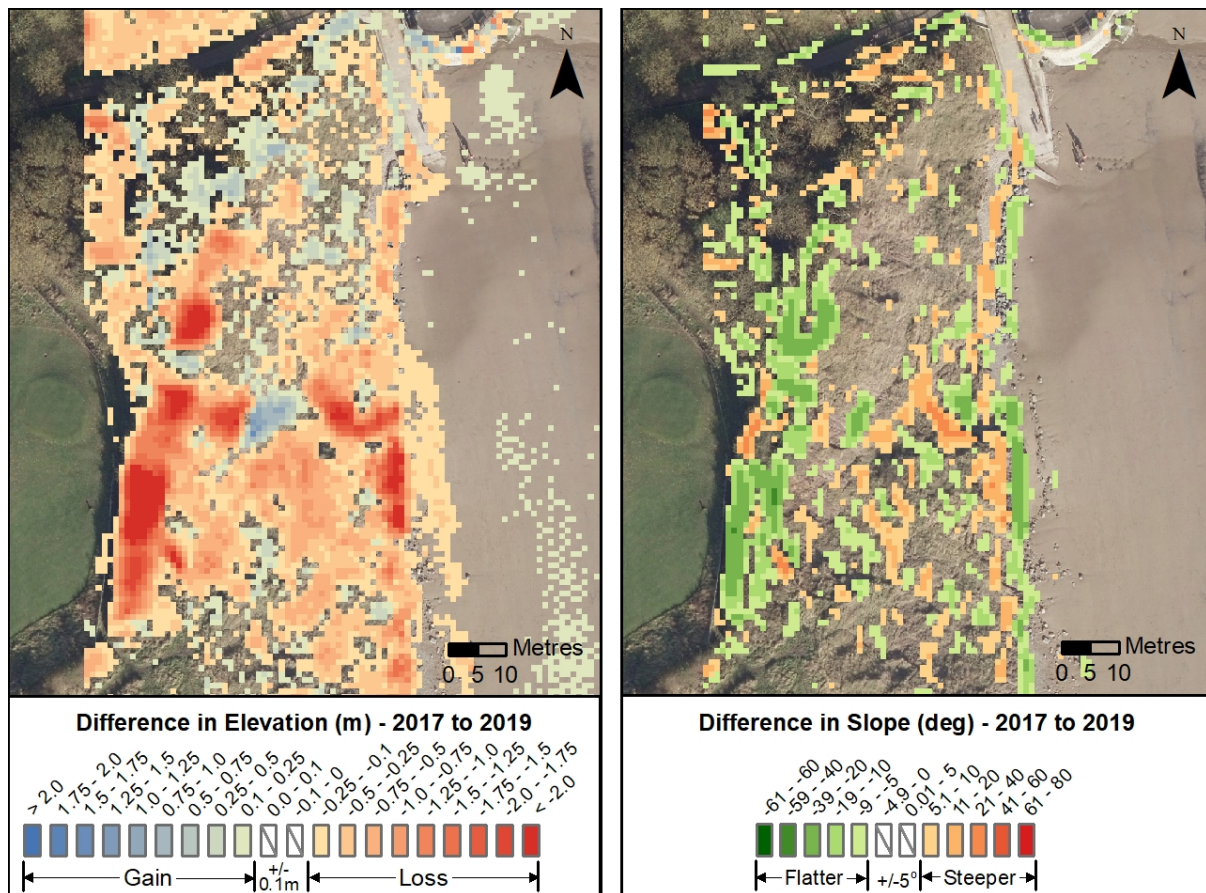 N
Metres
0 5 10
Difference in Elevation (m) - 2017 to 2019
> 2.0
1.75 - 2.0
1.5 - 1.75
1.25 - 1.5
1.0 - 1.25
0.75 - 1.0
0.5 - 0.75
0.25 - 0.5
0.1 - 0.25
0.0 - 0.1
-0.1 - 0
-0.25 - -0.1
-0.5 - -0.25
-0.75 - -0.5
-1.0 - -0.75
-1.25 - -1.0
-1.5 - -1.25
-1.75 - -1.5
-2.0 - -1.75
< -2.0
Gain
+/-
0.1m
Loss
N
Metres
0 5 10
Difference in Slope (deg) - 2017 to 2019
-61 - -60
-59 - -40
-39 - -20
-19 - -10
-9 - -5
-4.9 - 0
0.01 - 5
5.1 - 10
11 - 20
21 - 40
41 - 60
61 - 80
Flatter
+/-5°
Steeper